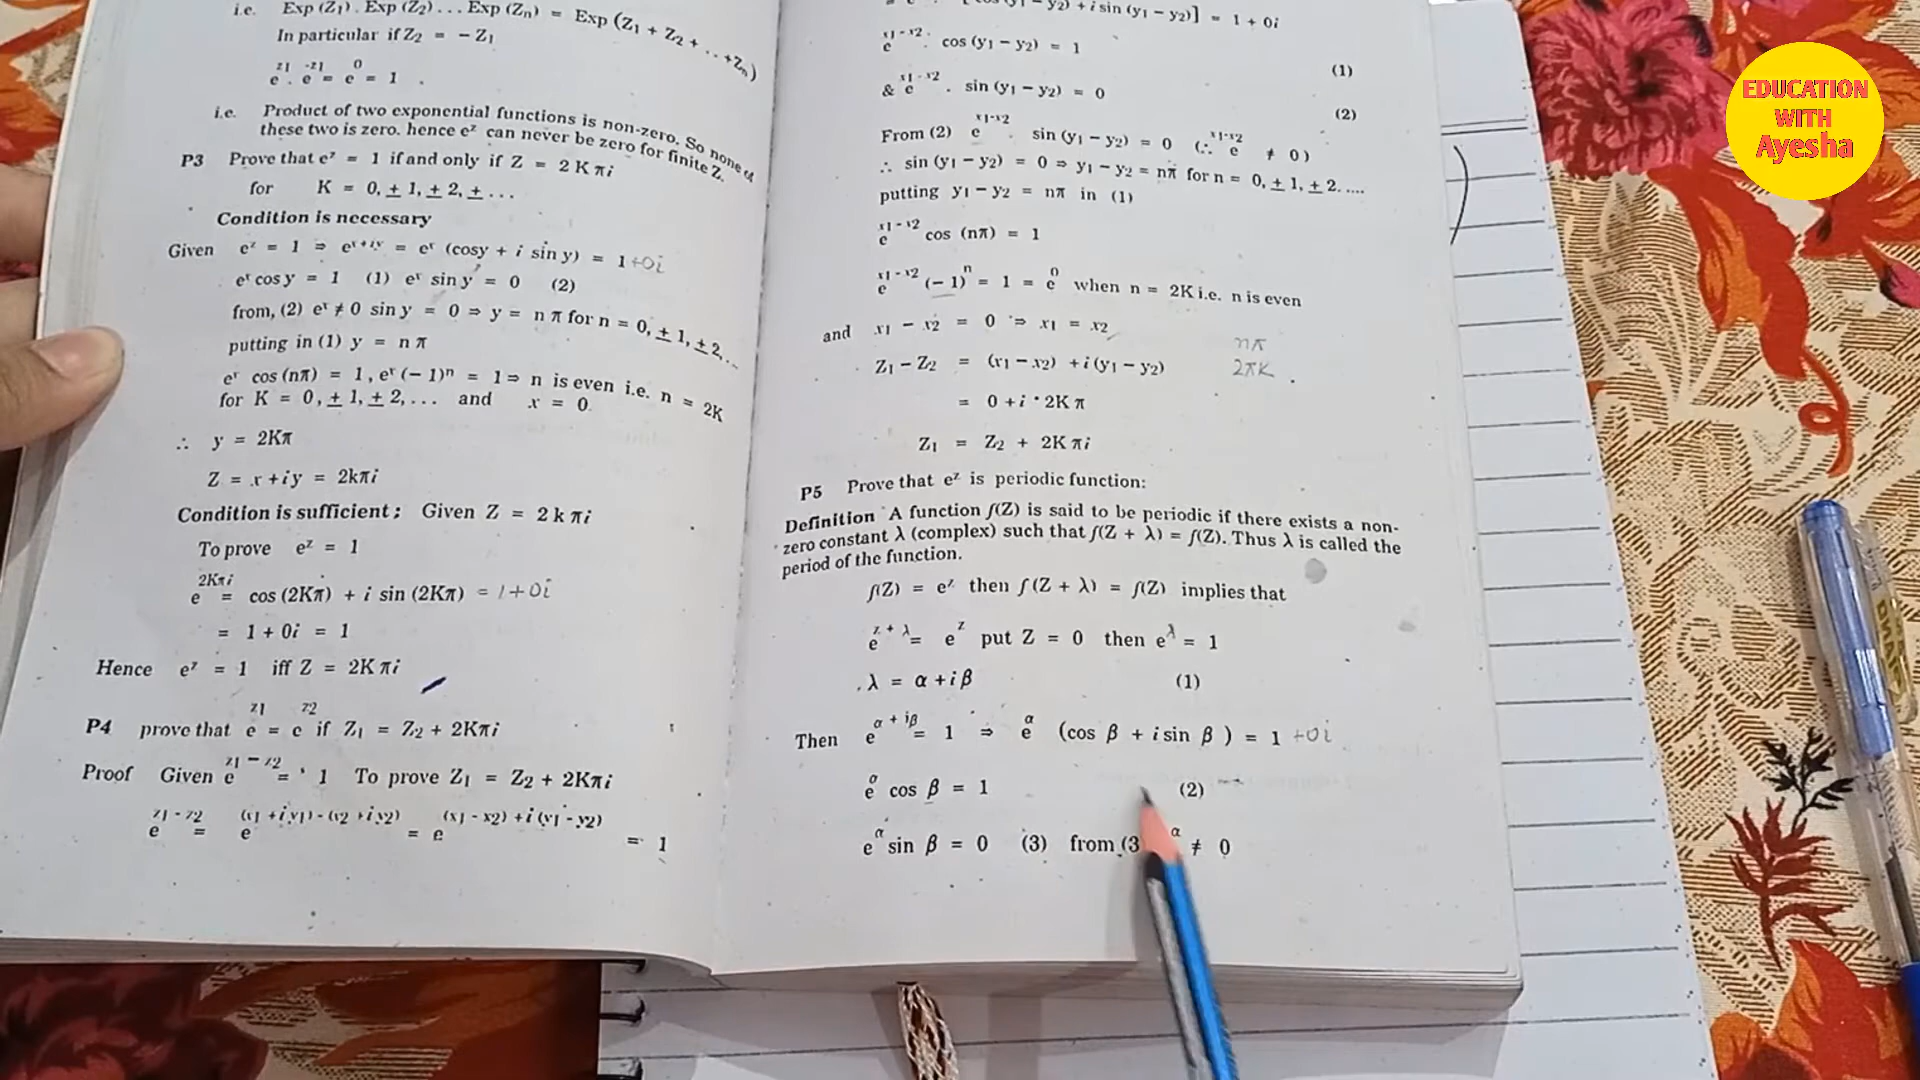 i.e. Exp (Z1) . Exp (Z2) . . . Exp (Zn) = Exp (Z1 + Z2 + . . +Zn)
In particular if Z2 = − Z1
e^z1 . e^-z1 = e^0 = 1 .
i.e. Product of two exponential functions is non-zero. So none of
these two is zero. hence e^z can never be zero for finite Z.
P3 Prove that e^z = 1 if and only if Z = 2 K π i
for K = 0, ± 1, ± 2, ± . . .
Condition is necessary
Given e^z = 1 ⇒ e^x+iy = e^x (cosy + i sin y) = 1+0i
e^x cos y = 1 (1) e^x sin y = 0 (2)
from, (2) e^x ≠ 0 sin y = 0 ⇒ y = n π for n = 0, ± 1, ± 2, . .
putting in (1) y = n π
e^x cos (nπ) = 1 , e^x (− 1)^n = 1 ⇒ n is even i.e. n = 2K
for K = 0 , ± 1, ± 2, . . . and x = 0.
∴ y = 2Kπ
Z = x + iy = 2kπi
Condition is sufficient ; Given Z = 2 k π i
To prove e^z = 1
e^2Kπi = cos (2Kπ) + i sin (2Kπ) = 1+0i
= 1 + 0i = 1
Hence e^z = 1 iff Z = 2K π i
P4 prove that e^z1 = e^z2 if Z1 = Z2 + 2Kπi
Proof Given e^z1 − z2 = 1 To prove Z1 = Z2 + 2Kπi
e^z1 - z2 = e^(x1 + iy1) - (x2 + iy2) = e^(x1 - x2) + i (y1 - y2) = 1
y1 − y2) + i sin (y1 − y2)] = 1 + 0i
e^x1 - x2 . cos (y1 − y2) = 1
(1)
& e^x1 - x2 . sin (y1 − y2) = 0
(2)
From (2) e^x1-x2 . sin (y1 − y2) = 0 (∴ e^x1-x2 ≠ 0 )
∴ sin (y1 − y2) = 0 ⇒ y1 − y2 = nπ for n = 0, ± 1, ± 2. ...
putting y1 − y2 = nπ in (1)
e^x1 - x2 cos (nπ) = 1
e^x1 - x2 (− 1)^n = 1 = e^0 when n = 2K i.e. n is even
and x1 − x2 = 0 ⇒ x1 = x2
nπ
Z1 − Z2 = (x1 − x2) + i (y1 − y2)
2πK
= 0 + i · 2K π
Z1 = Z2 + 2K πi
P5 Prove that e^z is periodic function:
Definition A function f(Z) is said to be periodic if there exists a non-
zero constant λ (complex) such that f(Z + λ) = f(Z). Thus λ is called the
period of the function.
f(Z) = e^z then f (Z + λ) = f(Z) implies that
e^z + λ = e^z put Z = 0 then e^λ = 1
λ = α + i β (1)
Then e^α + iβ = 1 ⇒ e^α (cos β + i sin β ) = 1 +0i
e^α cos β = 1 (2)
e^α sin β = 0 (3) from (3 α ≠ 0
EDUCATION
WITH
Ayesha